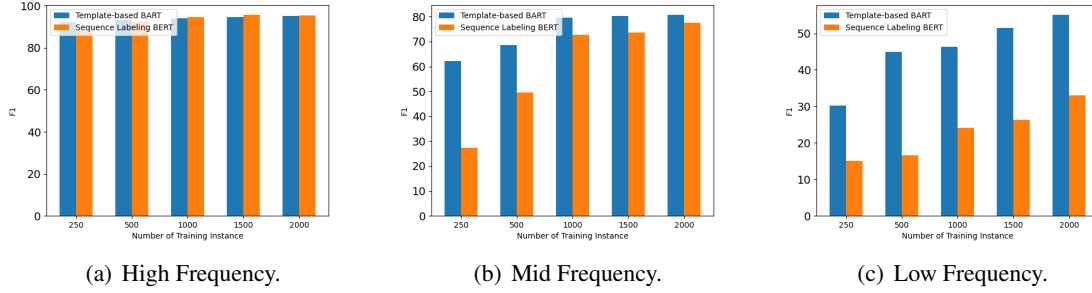 100
80
60
40
20
0
F1
Template-based BART
Sequence Labeling BERT
250 500 1000 1500 2000
Number of Training Instance
(a) High Frequency.
80
70
60
50
40
30
20
10
0
F1
Template-based BART
Sequence Labeling BERT
250 500 1000 1500 2000
Number of Training Instance
(b) Mid Frequency.
50
40
30
20
10
0
F1
Template-based BART
Sequence Labeling BERT
250 500 1000 1500 2000
Number of Training Instance
(c) Low Frequency.